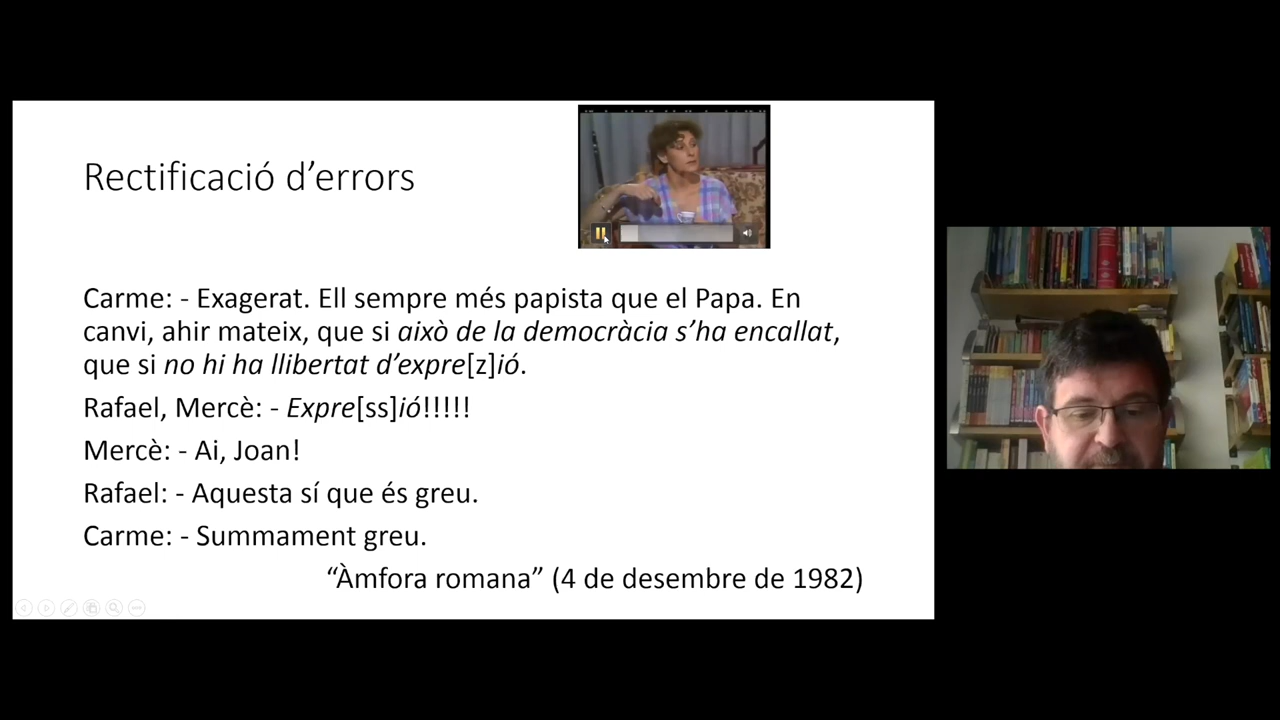 Rectificació d’errors
Carme: - Exagerat. Ell sempre més papista que el Papa. En
canvi, ahir mateix, que si això de la democràcia s’ha encallat,
que si no hi ha llibertat d’expre[z]ió.
Rafael, Mercè: - Expre[ss]ió!!!!!
Mercè: - Ai, Joan!
Rafael: - Aquesta sí que és greu.
Carme: - Summament greu.
“Àmfora romana” (4 de desembre de 1982)